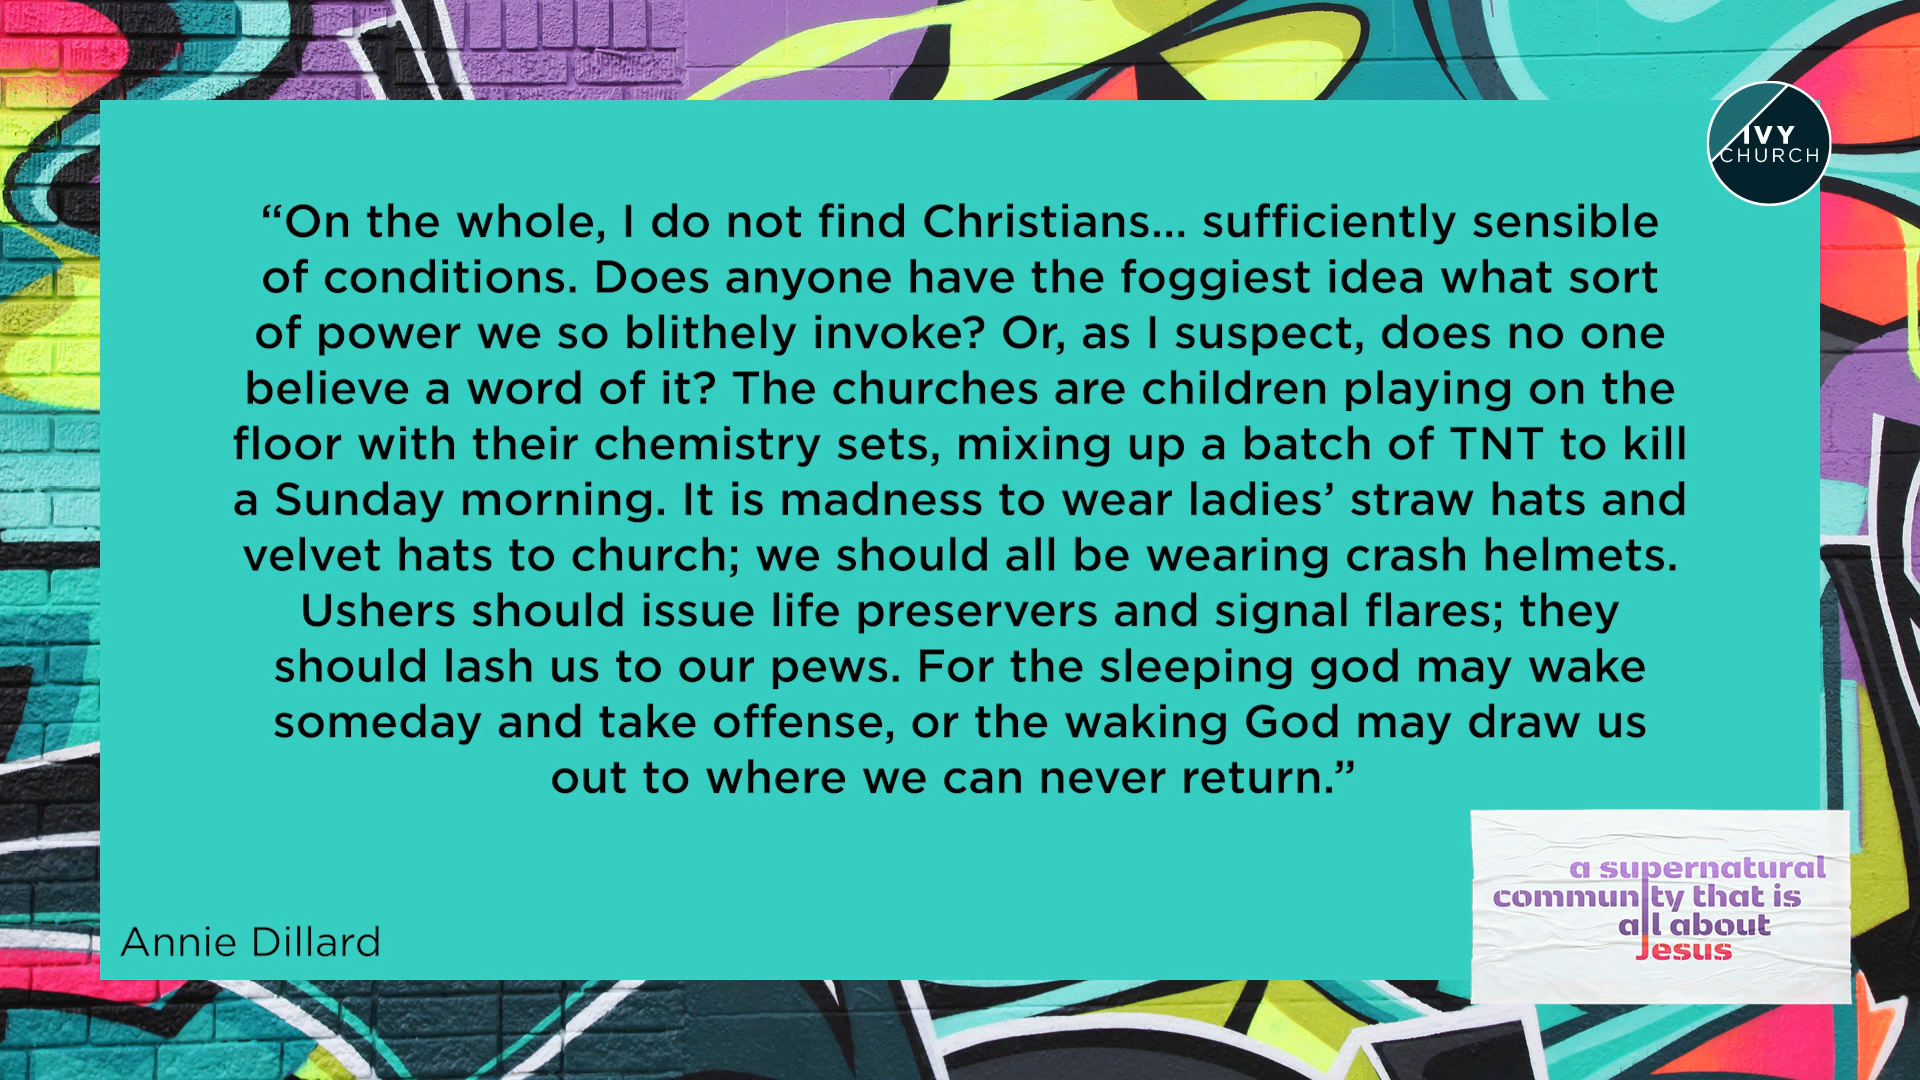 IVY
CHURCH
“On the whole, I do not find Christians... sufficiently sensible
of conditions. Does anyone have the foggiest idea what sort
of power we so blithely invoke? Or, as I suspect, does no one
believe a word of it? The churches are children playing on the
floor with their chemistry sets, mixing up a batch of TNT to kill
a Sunday morning. It is madness to wear ladies’ straw hats and
velvet hats to church; we should all be wearing crash helmets.
Ushers should issue life preservers and signal flares; they
should lash us to our pews. For the sleeping god may wake
someday and take offense, or the waking God may draw us
out to where we can never return.”
Annie Dillard
a supernatural
community that is
all about
Jesus